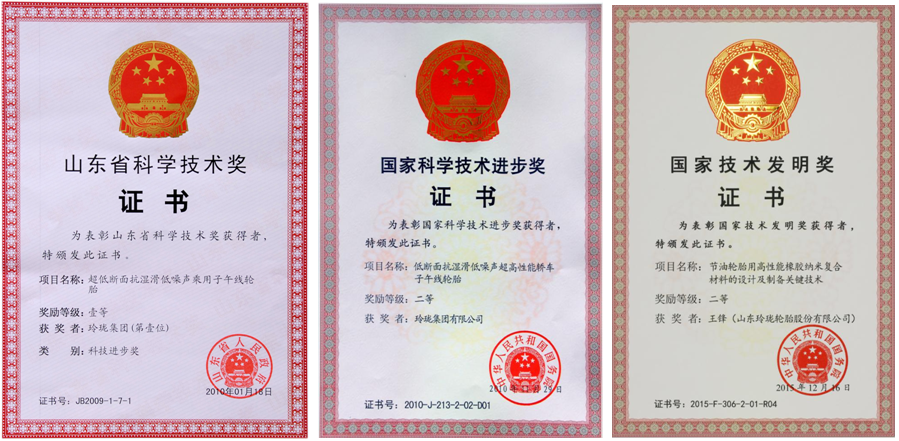 山东省科学技术奖
证 书
为表彰山东省科学技术奖获得者，
特颁发此证书。
项目名称：超低断面抗湿滑低噪声乘用子午线轮
胎
奖励等级：壹等
获 奖 者：玲珑集团(第壹位)
类 别：科技进步奖
山东省人民政府
2010年01月18日
证书号：JB2009-1-7-1
国家科学技术进步奖
证 书
为表彰国家科学技术进步奖获得者，
特颁发此证书。
项目名称：低断面抗湿滑低噪声超高性能轿车
子午线轮胎
奖励等级：二等
获 奖 者：玲珑集团有限公司
中华人民共和国国务院
证书号：2010-J-213-2-02-D01
国家技术发明奖
证 书
为表彰国家技术发明奖获得者，
特颁发此证书。
项目名称：节油轮胎用高性能橡胶纳米复合
材料的设计及制备关键技术
奖励等级：二等
获 奖 者：王锋（山东玲珑轮胎股份有限公司）
中华人民共和国国务院
2015年12月16日
证书号：2015-F-306-2-01-R04